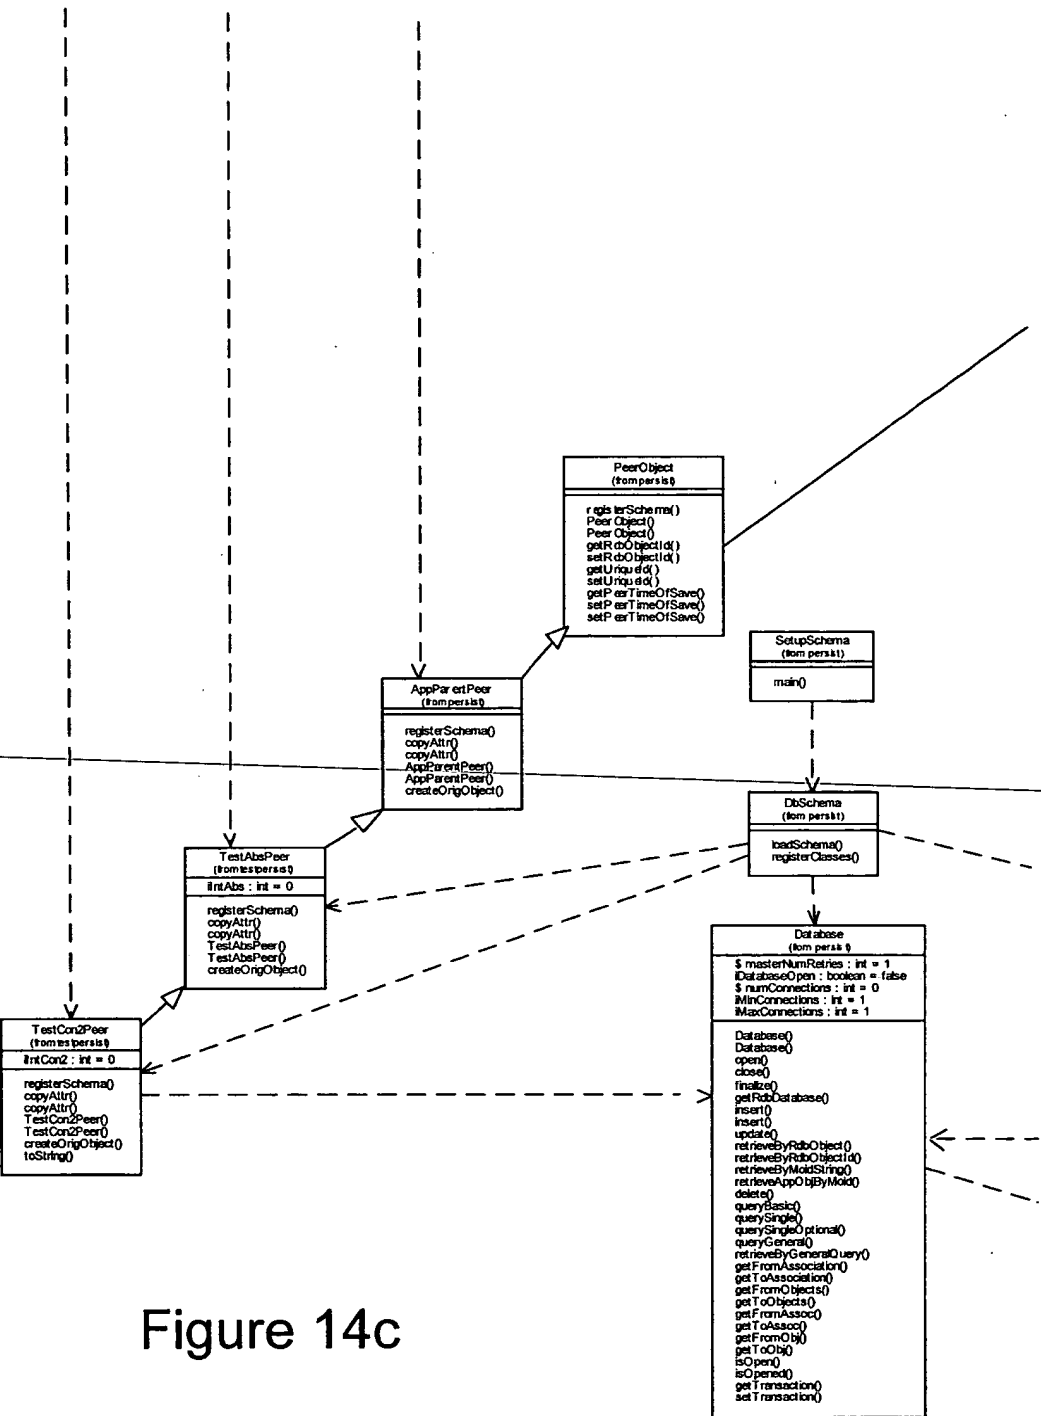 PeerObject
(from persist)
registerSchema()
PeerObject()
PeerObject()
getRdbObjectId()
setRdbObjectId()
getUniqueId()
setUniqueId()
getPeerTimeOfSave()
setPeerTimeOfSave()
setPeerTimeOfSave()
SetupSchema
(from persist)
main()
AppParentPeer
(from persist)
registerSchema()
copyAttr()
copyAttr()
AppParentPeer()
AppParentPeer()
createOrigObject()
DbSchema
(from persist)
loadSchema()
registerClasses()
TestAbsPeer
(from testpersist)
iIntAbs : int = 0
registerSchema()
copyAttr()
copyAttr()
TestAbsPeer()
TestAbsPeer()
createOrigObject()
Database
(from persist)
$ masterNumRetries : int = 1
iDatabaseOpen : boolean = false
$ numConnections : int = 0
iMinConnections : int = 1
iMaxConnections : int = 1
Database()
Database()
open()
close()
finalize()
getRdbDatabase()
insert()
insert()
update()
retrieveByRdbObject()
retrieveByRdbObjectId()
retrieveByMoidString()
retrieveAppObjByMoid()
delete()
queryBasic()
querySingle()
querySingleOptional()
queryGeneral()
retrieveByGeneralQuery()
getFromAssociation()
getToAssociation()
getFromObjects()
getToObjects()
getFromAssoc()
getToAssoc()
getFromObj()
getToObj()
isOpen()
isOpened()
getTransaction()
setTransaction()
TestCon2Peer
(from testpersist)
iIntCon2 : int = 0
registerSchema()
copyAttr()
copyAttr()
TestCon2Peer()
TestCon2Peer()
createOrigObject()
toString()
Figure 14c